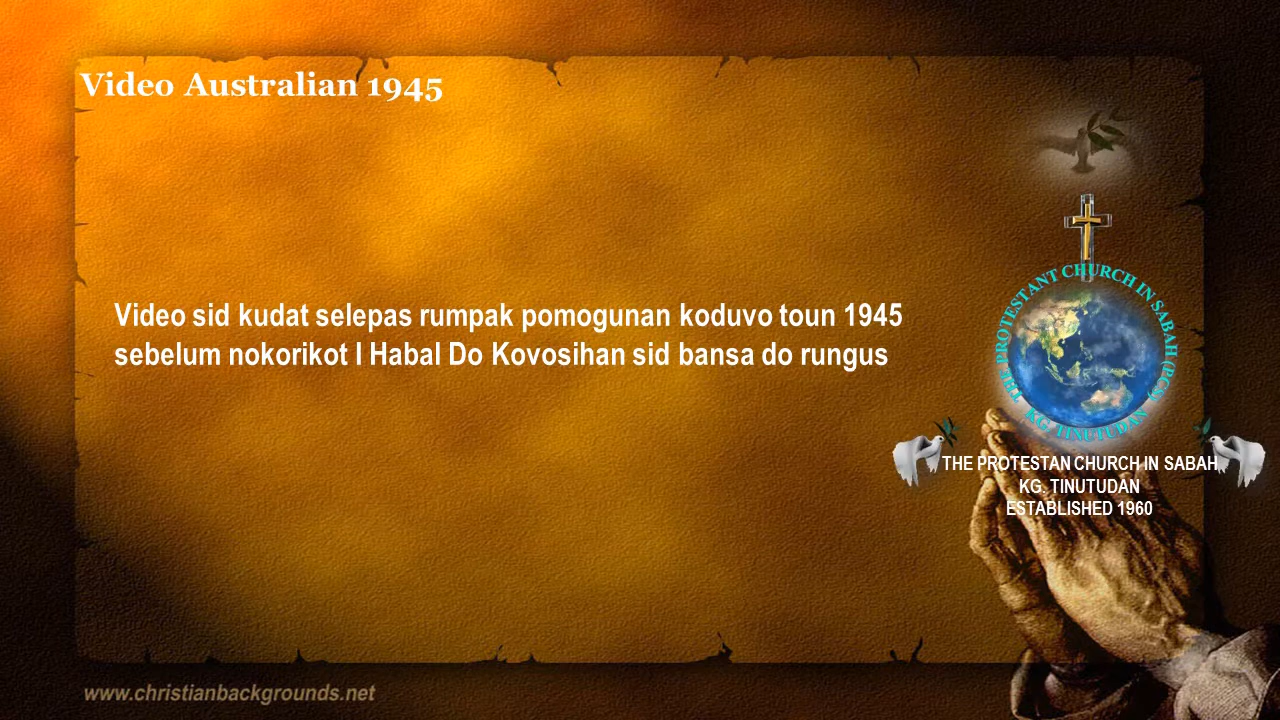 Video Australian 1945
Video sid kudat selepas rumpak pomogunan koduvo toun 1945
sebelum nokorikot I Habal Do Kovosihan sid bansa do rungus
THE PROTESTANT CHURCH IN SABAH (PCS)
KG TINUTUDAN
THE PROTESTAN CHURCH IN SABAH
KG. TINUTUDAN
ESTABLISHED 1960
www.christianbackgrounds.net